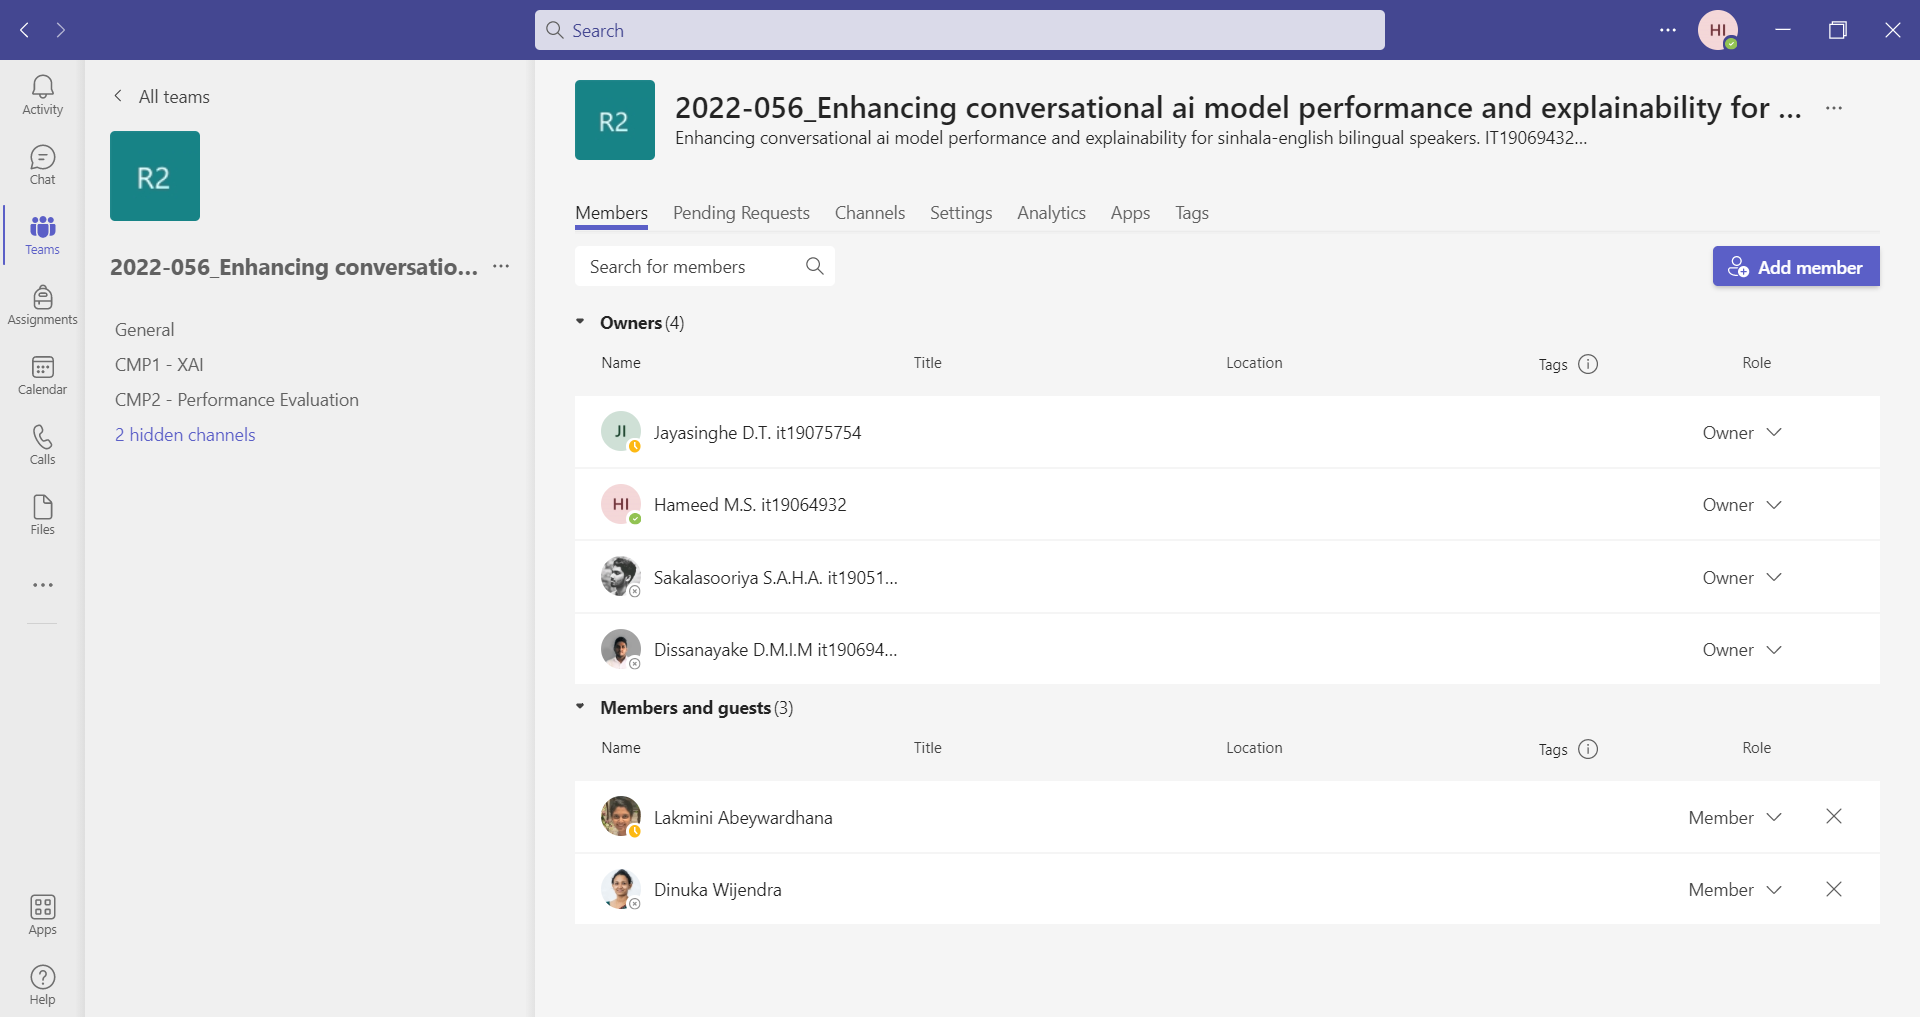 Search
HI
Activity
Chat
Teams
Assignments
Calendar
Calls
Files
Apps
Help
All teams
R2
2022-056_Enhancing conversatio...
General
CMP1 - XAI
CMP2 - Performance Evaluation
2 hidden channels
R2
2022-056_Enhancing conversational ai model performance and explainability for ...
Enhancing conversational ai model performance and explainability for sinhala-english bilingual speakers. IT19069432...
Members Pending Requests Channels Settings Analytics Apps Tags
Search for members
Add member
Owners (4)
Name Title Location Tags Role
JI Jayasinghe D.T. it19075754 Owner
HI Hameed M.S. it19064932 Owner
Sakalasooriya S.A.H.A. it19051... Owner
Dissanayake D.M.I.M it190694... Owner
Members and guests (3)
Name Title Location Tags Role
Lakmini Abeywardhana Member
Dinuka Wijendra Member